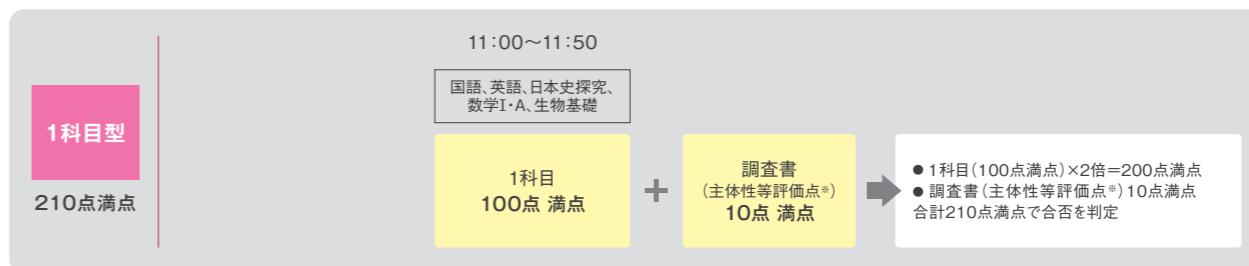 1科目型
210点満点
11:00〜11:50
国語、英語、日本史探究、
数学I・A、生物基礎
1科目
100点 満点
+
調査書
(主体性等評価点※)
10点 満点
● 1科目(100点満点)×2倍=200点満点
● 調査書(主体性等評価点※)10点満点
合計210点満点で合否を判定